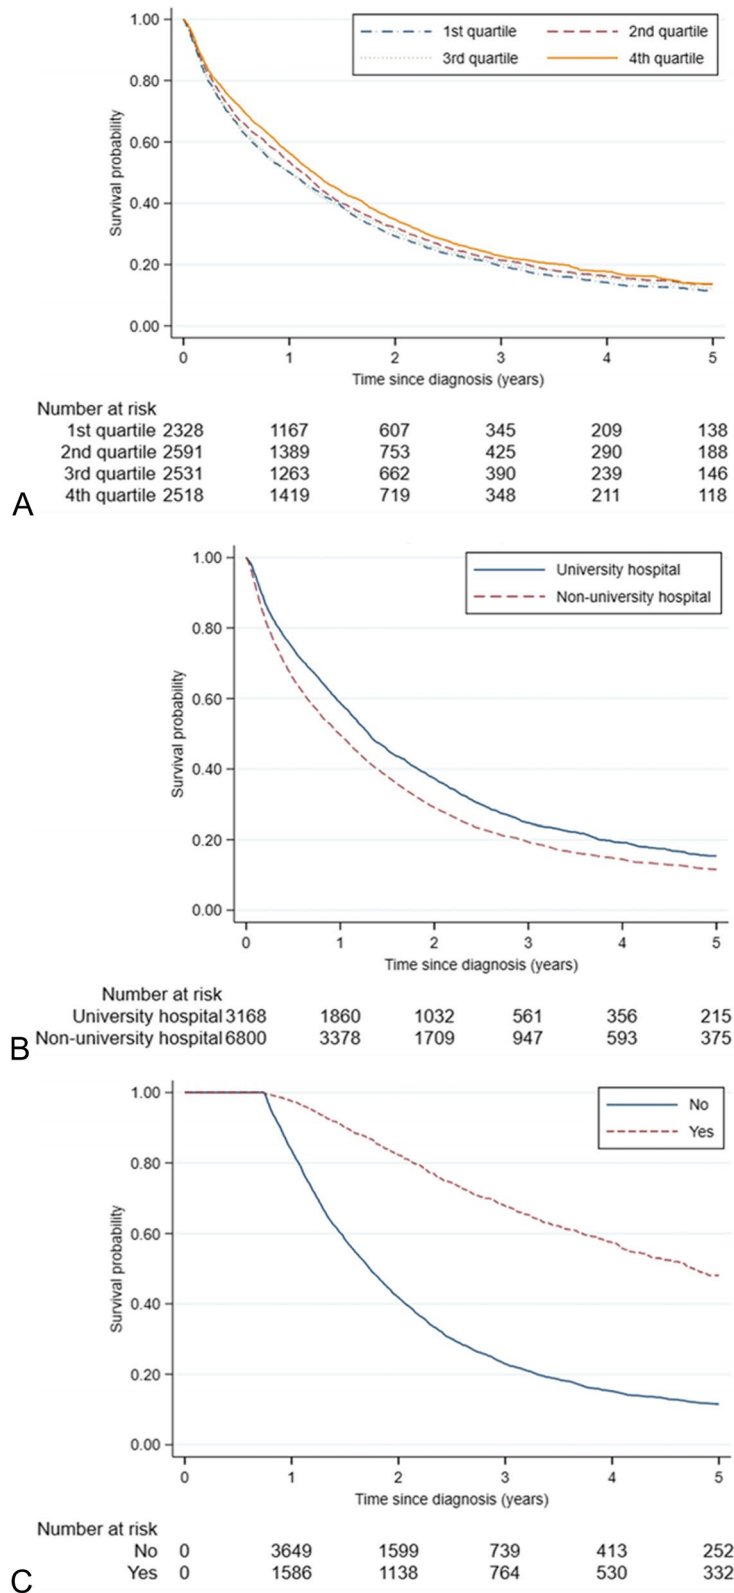 1.00
0.80
0.60
0.40
0.20
0.00
Survival probability
1st quartile 2nd quartile
3rd quartile 4th quartile
0 1 2 3 4 5
Time since diagnosis (years)
Number at risk
1st quartile 2328 1167 607 345 209 138
2nd quartile 2591 1389 753 425 290 188
3rd quartile 2531 1263 662 390 239 146
4th quartile 2518 1419 719 348 211 118
A
1.00
0.80
0.60
0.40
0.20
0.00
Survival probability
University hospital
Non-university hospital
0 1 2 3 4 5
Time since diagnosis (years)
Number at risk
University hospital 3168 1860 1032 561 356 215
Non-university hospital 6800 3378 1709 947 593 375
B
1.00
0.80
0.60
0.40
0.20
0.00
Survival probability
No
Yes
0 1 2 3 4 5
Time since diagnosis (years)
Number at risk
No 0 3649 1599 739 413 252
Yes 0 1586 1138 764 530 332
C